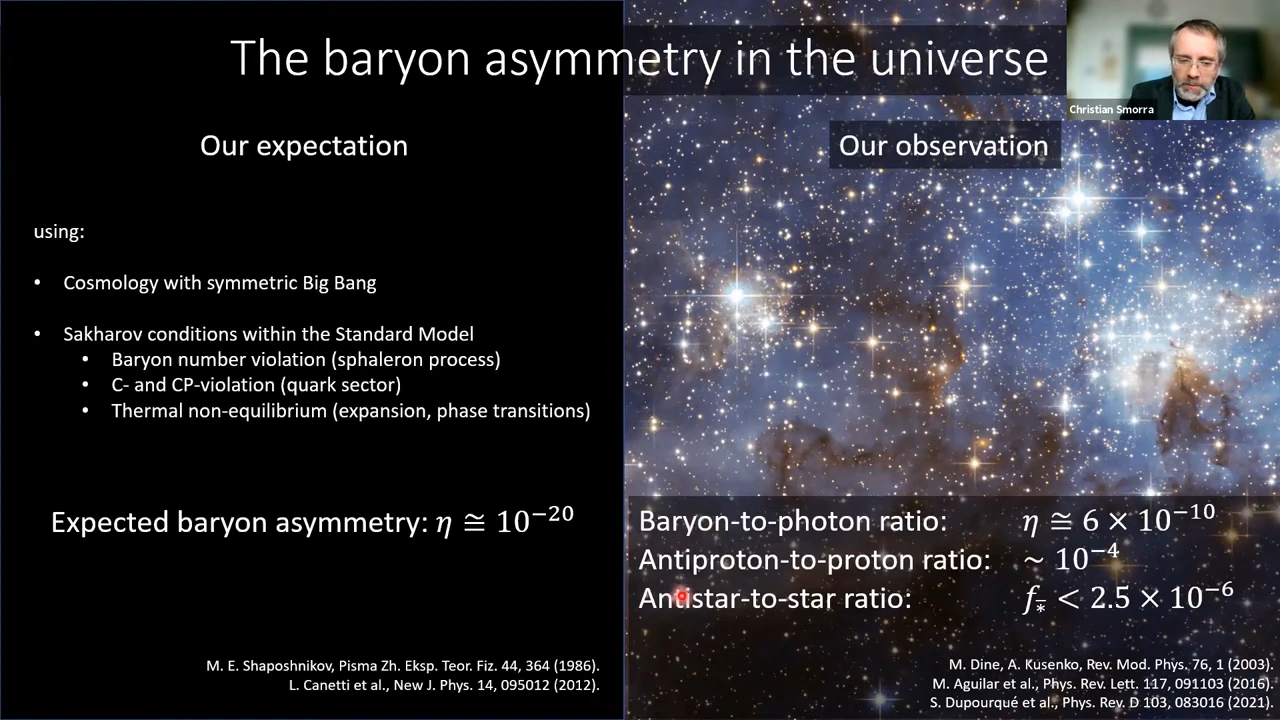 The baryon asymmetry in the universe
Christian Smorra
Our expectation
using:
• Cosmology with symmetric Big Bang
• Sakharov conditions within the Standard Model
• Baryon number violation (sphaleron process)
• C- and CP-violation (quark sector)
• Thermal non-equilibrium (expansion, phase transitions)
Expected baryon asymmetry: η ≅ 10⁻²⁰
M. E. Shaposhnikov, Pisma Zh. Eksp. Teor. Fiz. 44, 364 (1986).
L. Canetti et al., New J. Phys. 14, 095012 (2012).
Our observation
Baryon-to-photon ratio: η ≅ 6 × 10⁻¹⁰
Antiproton-to-proton ratio: ~ 10⁻⁴
Antistar-to-star ratio: f_*̅ < 2.5 × 10⁻⁶
M. Dine, A. Kusenko, Rev. Mod. Phys. 76, 1 (2003).
M. Aguilar et al., Phys. Rev. Lett. 117, 091103 (2016).
S. Dupourqué et al., Phys. Rev. D 103, 083016 (2021).